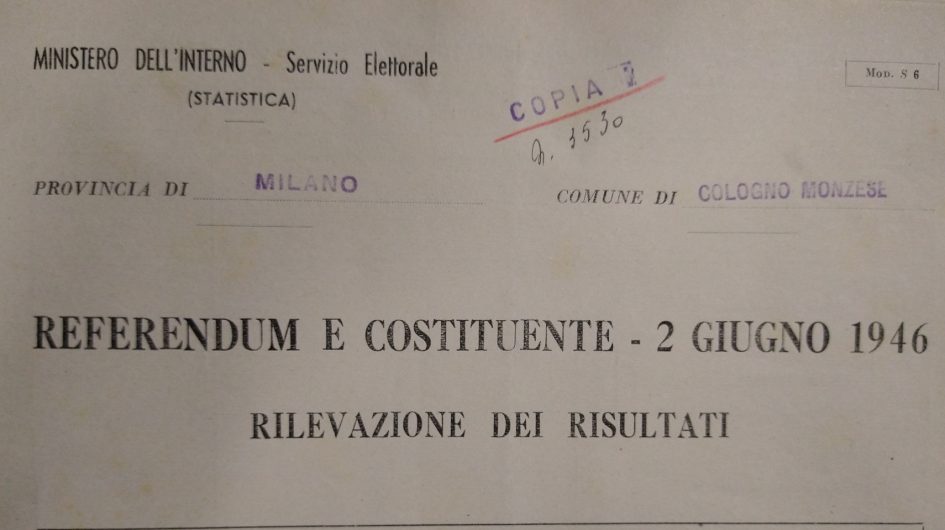 MINISTERO DELL'INTERNO - Servizio Elettorale
(STATISTICA)
MOD. S 6
COPIA
n. 3530
PROVINCIA DI MILANO
COMUNE DI COLOGNO MONZESE
REFERENDUM E COSTITUENTE - 2 GIUGNO 1946
RILEVAZIONE DEI RISULTATI